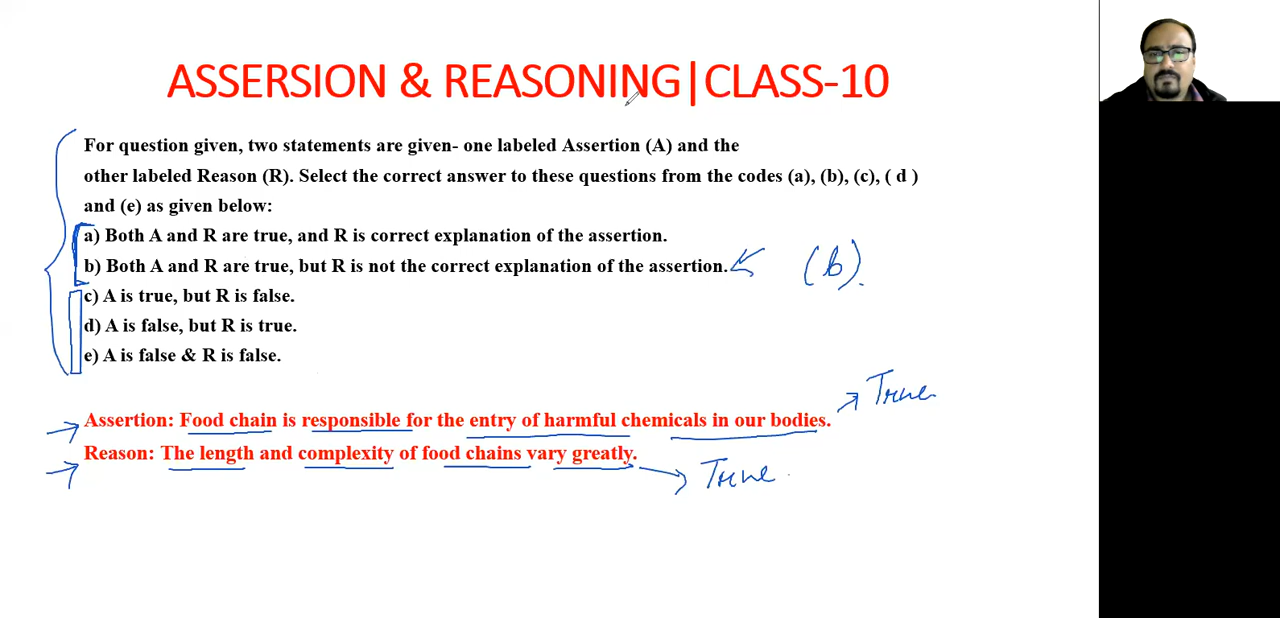 ASSERSION & REASONING|CLASS-10
For question given, two statements are given- one labeled Assertion (A) and the
other labeled Reason (R). Select the correct answer to these questions from the codes (a), (b), (c), ( d )
and (e) as given below:
a) Both A and R are true, and R is correct explanation of the assertion.
b) Both A and R are true, but R is not the correct explanation of the assertion.
(b).
c) A is true, but R is false.
d) A is false, but R is true.
e) A is false & R is false.
True
Assertion: Food chain is responsible for the entry of harmful chemicals in our bodies.
Reason: The length and complexity of food chains vary greatly.
True